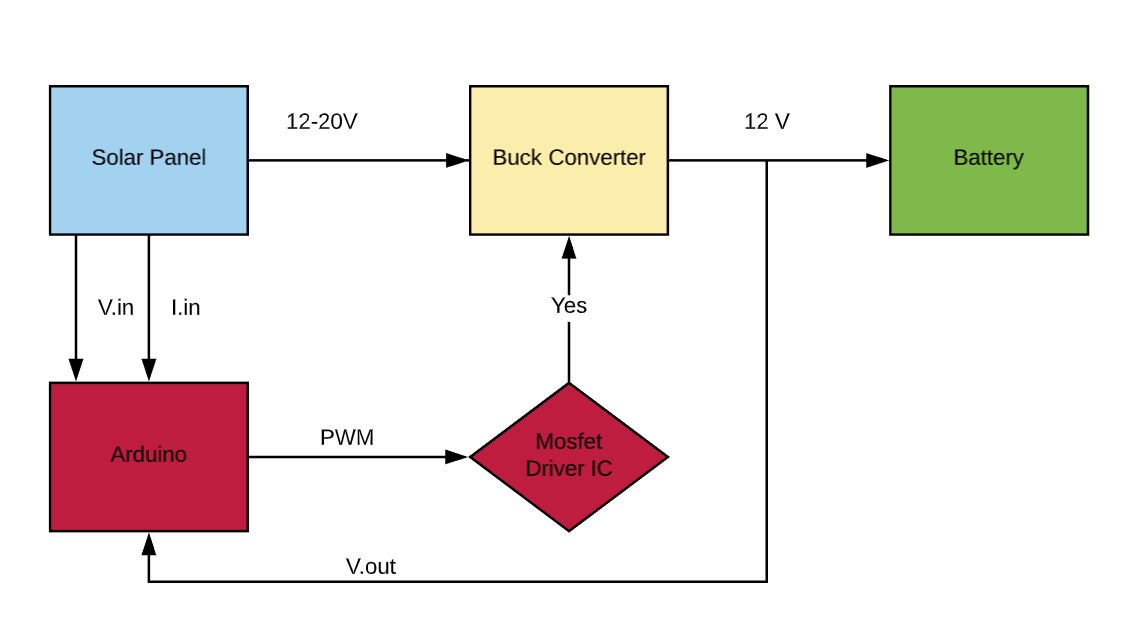 12-20V
12 V
Solar Panel
Buck Converter
Battery
V.in
I.in
Yes
Arduino
PWM
Mosfet
Driver IC
V.out